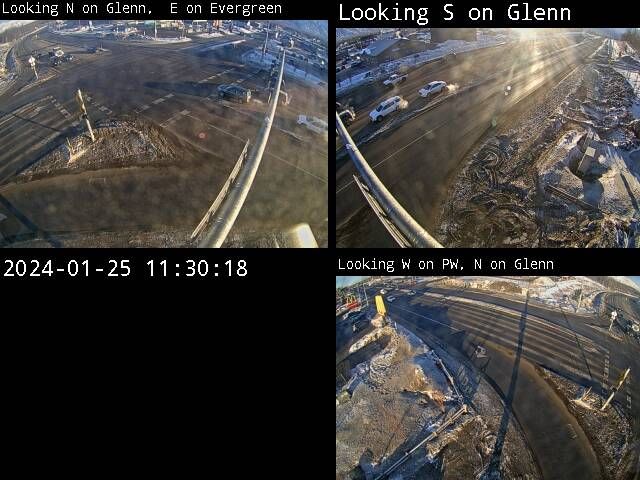 Looking N on Glenn,  E on Evergreen
Looking S on Glenn
2024-01-25 11:30:18
Looking W on PW, N on Glenn